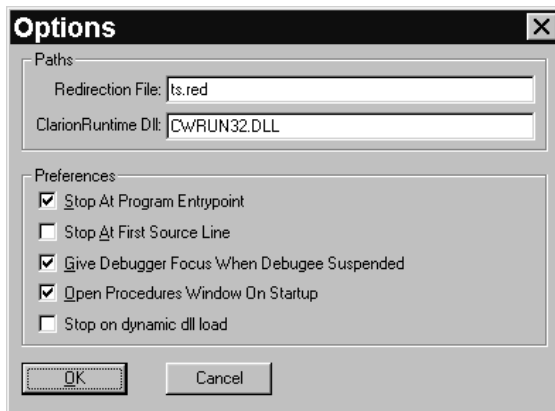 Options
Paths
Redirection File: ts.red
ClarionRuntime Dll: CWRUN32.DLL
Preferences
Stop At Program Entrypoint
Stop At First Source Line
Give Debugger Focus When Debugee Suspended
Open Procedures Window On Startup
Stop on dynamic dll load
OK Cancel